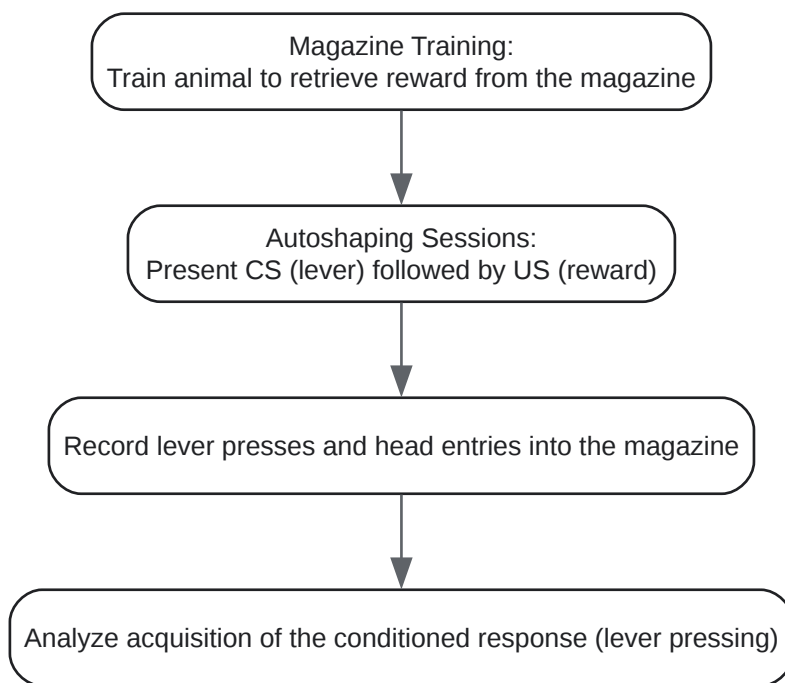 Magazine Training:
Train animal to retrieve reward from the magazine
Autoshaping Sessions:
Present CS (lever) followed by US (reward)
Record lever presses and head entries into the magazine
Analyze acquisition of the conditioned response (lever pressing)